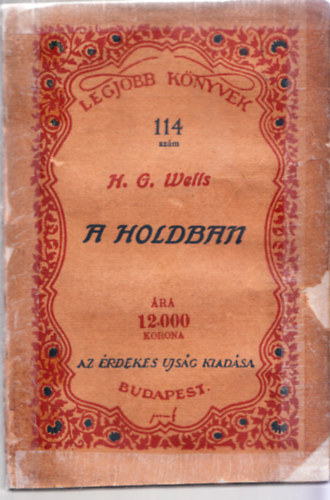 LEGJOBB KÖNYVEK
114
szám
H. G. Wells
A HOLDBAN
ÁRA
12.000
KORONA
AZ ÉRDEKES UJSÁG KIADÁSA
BUDAPEST.